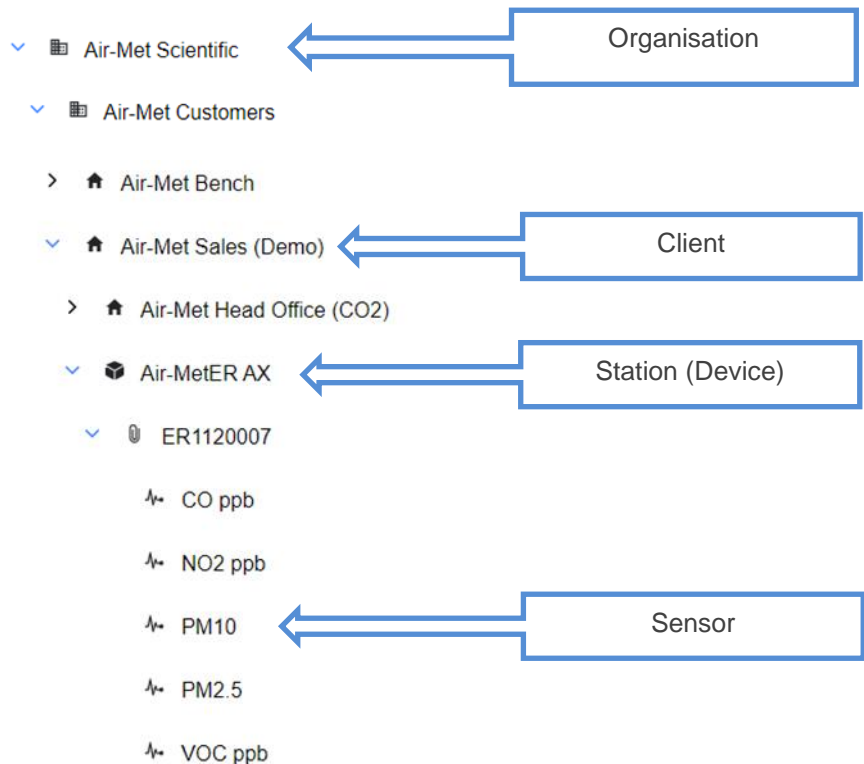 Air-Met Scientific
Organisation
Air-Met Customers
Air-Met Bench
Air-Met Sales (Demo)
Client
Air-Met Head Office (CO2)
Air-MetER AX
Station (Device)
ER1120007
CO ppb
NO2 ppb
PM10
Sensor
PM2.5
VOC ppb